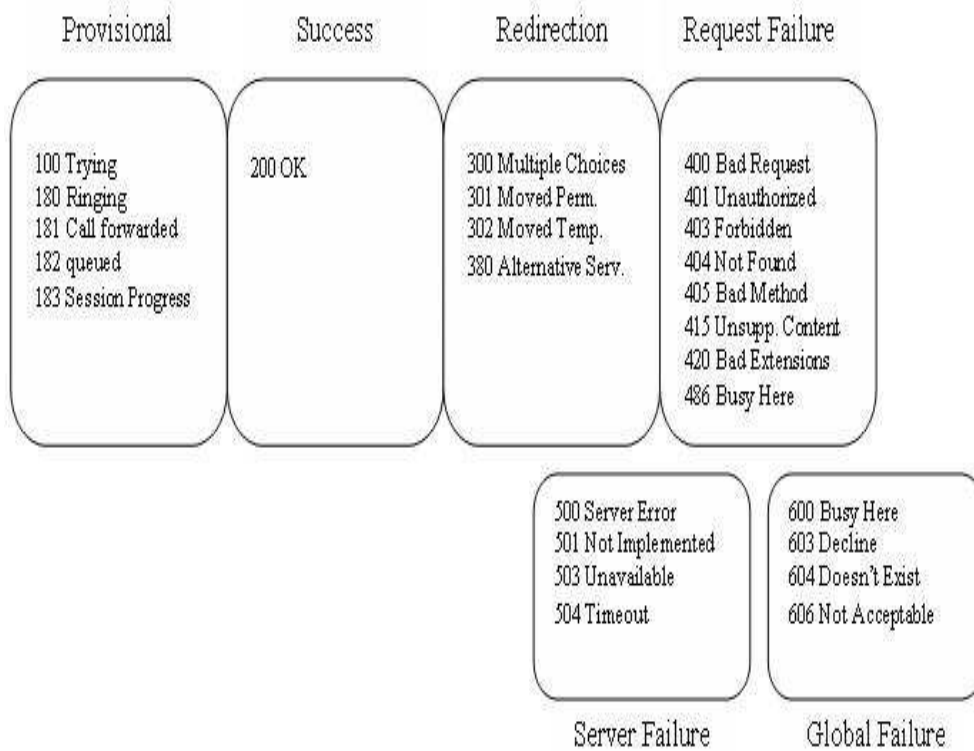 Provisional
Success
Redirection
Request Failure
100 Trying
180 Ringing
181 Call forwarded
182 queued
183 Session Progress
200 OK
300 Multiple Choices
301 Moved Perm.
302 Moved Temp.
380 Alternative Serv.
400 Bad Request
401 Unauthorized
403 Forbidden
404 Not Found
405 Bad Method
415 Unsupp. Content
420 Bad Extensions
486 Busy Here
500 Server Error
501 Not Implemented
503 Unavailable
504 Timeout
600 Busy Here
603 Decline
604 Doesn't Exist
606 Not Acceptable
Server Failure
Global Failure